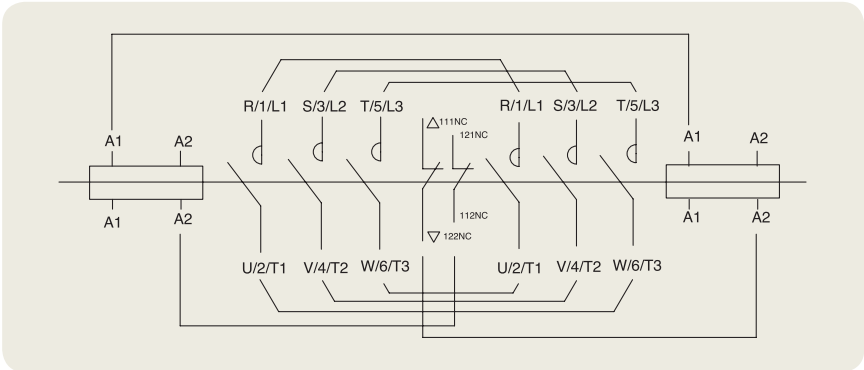 R/1/L1 S/3/L2 T/5/L3 △111NC R/1/L1 S/3/L2 T/5/L3
121NC
A1 A2 A1 A2
A1 A2 112NC A1 A2
▽ 122NC
U/2/T1 V/4/T2 W/6/T3 U/2/T1 V/4/T2 W/6/T3